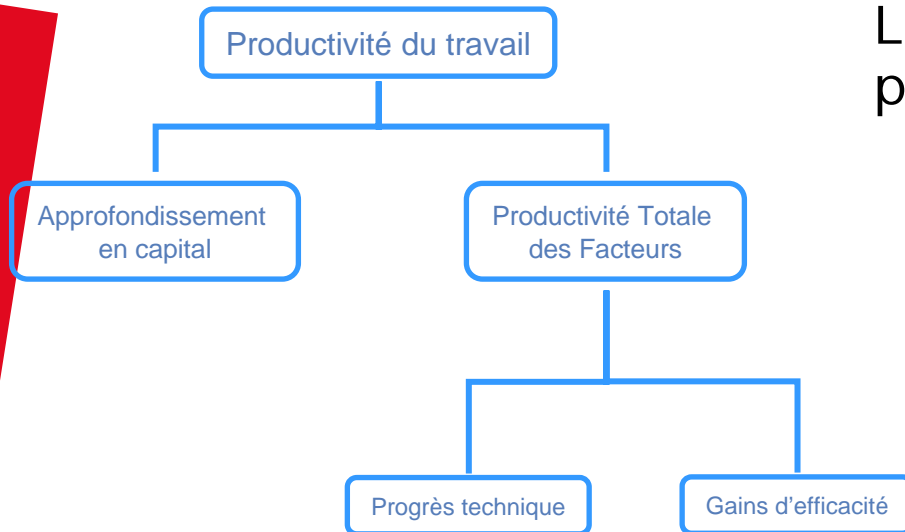 Productivité du travail
L
p
Approfondissement
en capital
Productivité Totale
des Facteurs
Progrès technique
Gains d’efficacité